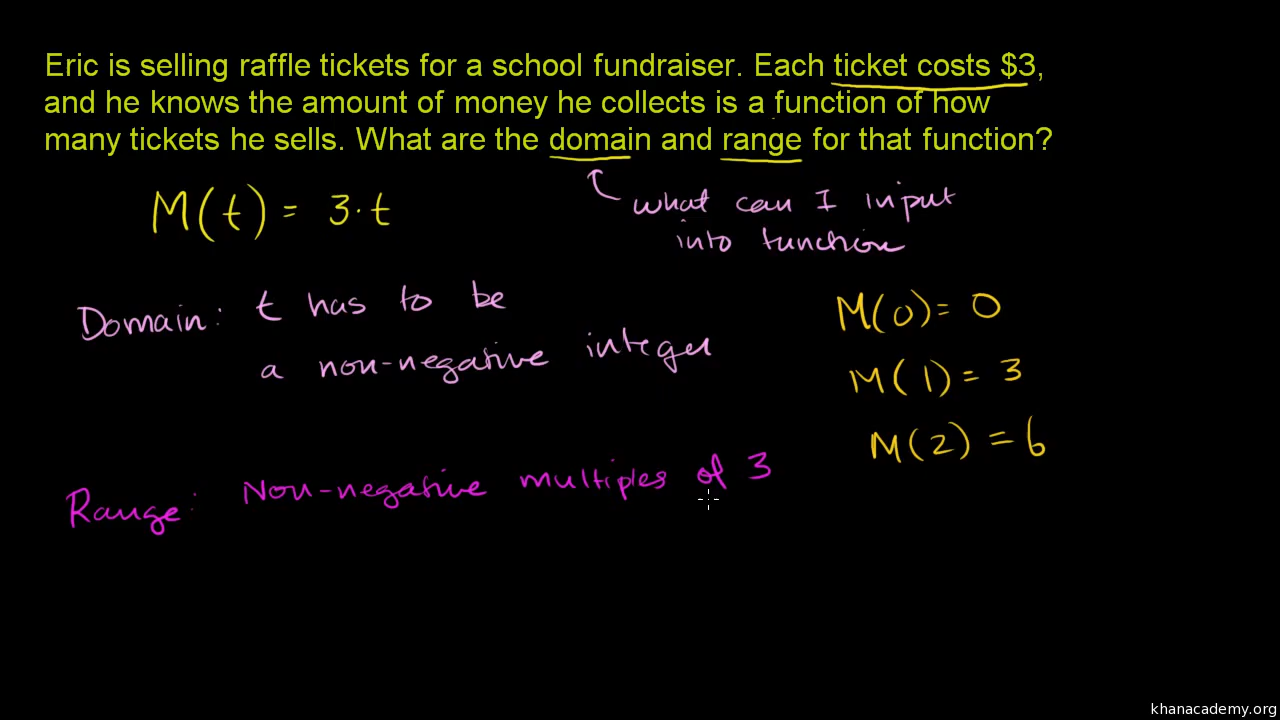 Eric is selling raffle tickets for a school fundraiser. Each ticket costs $3,
and he knows the amount of money he collects is a function of how
many tickets he sells. What are the domain and range for that function?
M(t) = 3·t
what can I input
into function
Domain: t has to be
a non-negative integer
M(0) = 0
M(1) = 3
M(2) = 6
Range: Non-negative multiples of 3
khanacademy.org